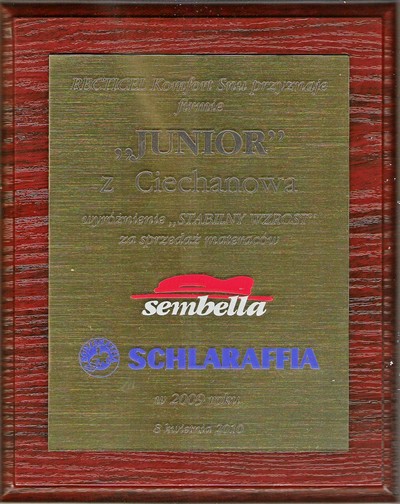 BECHCICKI Komfort Snu przyznaje
firmie
„JUNIOR”
z Ciechanowa
wyróżnienie „STABILNY WZROST“
za sprzedaż materaców
sembella
SCHLARAFFIA
w 2009 roku
8 kwietnia 2010